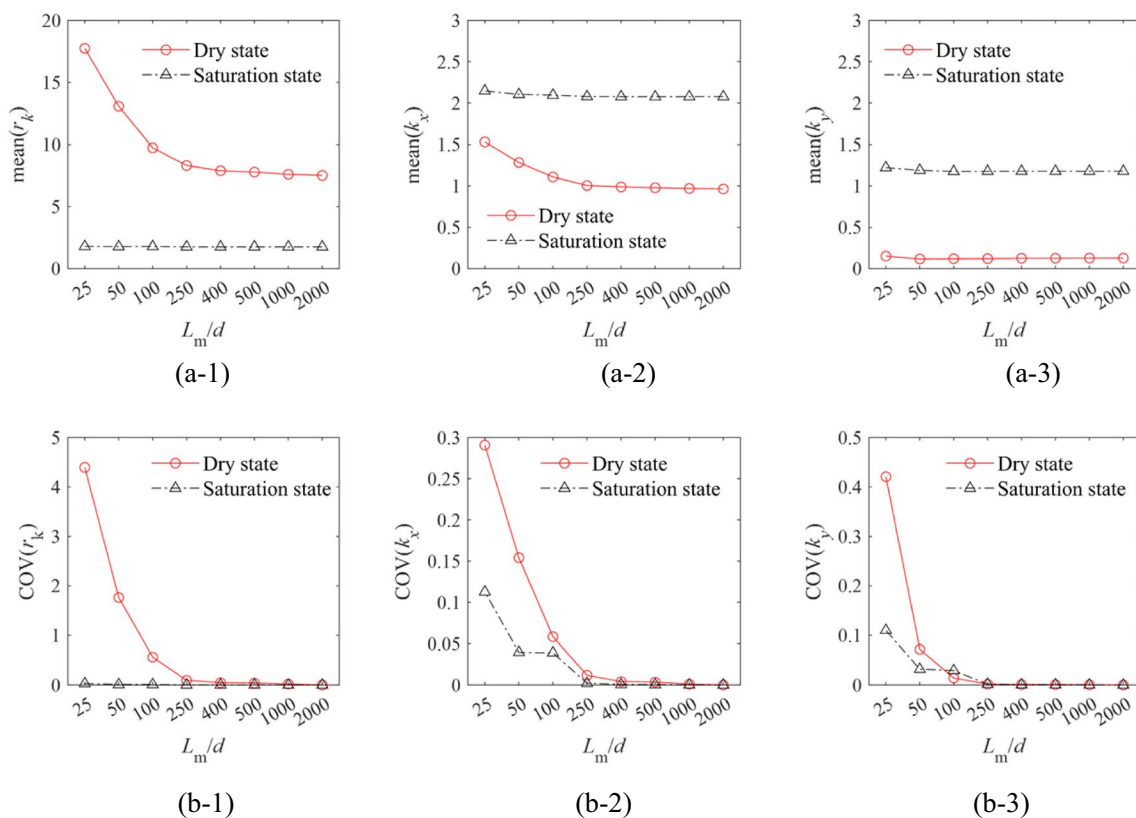 20
15
10
5
0
mean(r_k)
Dry state
Saturation state
25 50 100 250 400 500 1000 2000
L_m/d
(a-1)
3
2.5
2
1.5
1
0.5
0
mean(k_x)
Dry state
Saturation state
25 50 100 250 400 500 1000 2000
L_m/d
(a-2)
3
2.5
2
1.5
1
0.5
0
mean(k_y)
Dry state
Saturation state
25 50 100 250 400 500 1000 2000
L_m/d
(a-3)
5
4
3
2
1
0
COV(r_k)
Dry state
Saturation state
25 50 100 250 400 500 1000 2000
L_m/d
(b-1)
0.3
0.25
0.2
0.15
0.1
0.05
0
COV(k_x)
Dry state
Saturation state
25 50 100 250 400 500 1000 2000
L_m/d
(b-2)
0.5
0.4
0.3
0.2
0.1
0
COV(k_y)
Dry state
Saturation state
25 50 100 250 400 500 1000 2000
L_m/d
(b-3)